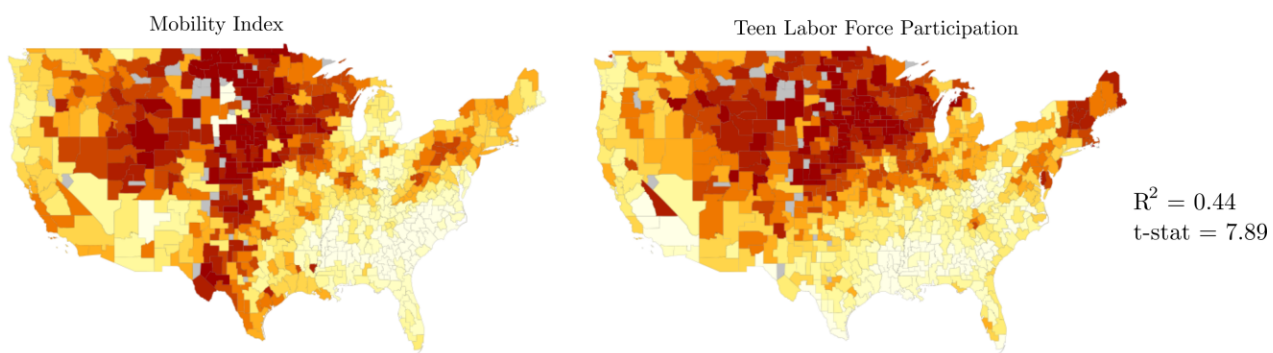 Mobility Index
Teen Labor Force Participation
R² = 0.44
t-stat = 7.89